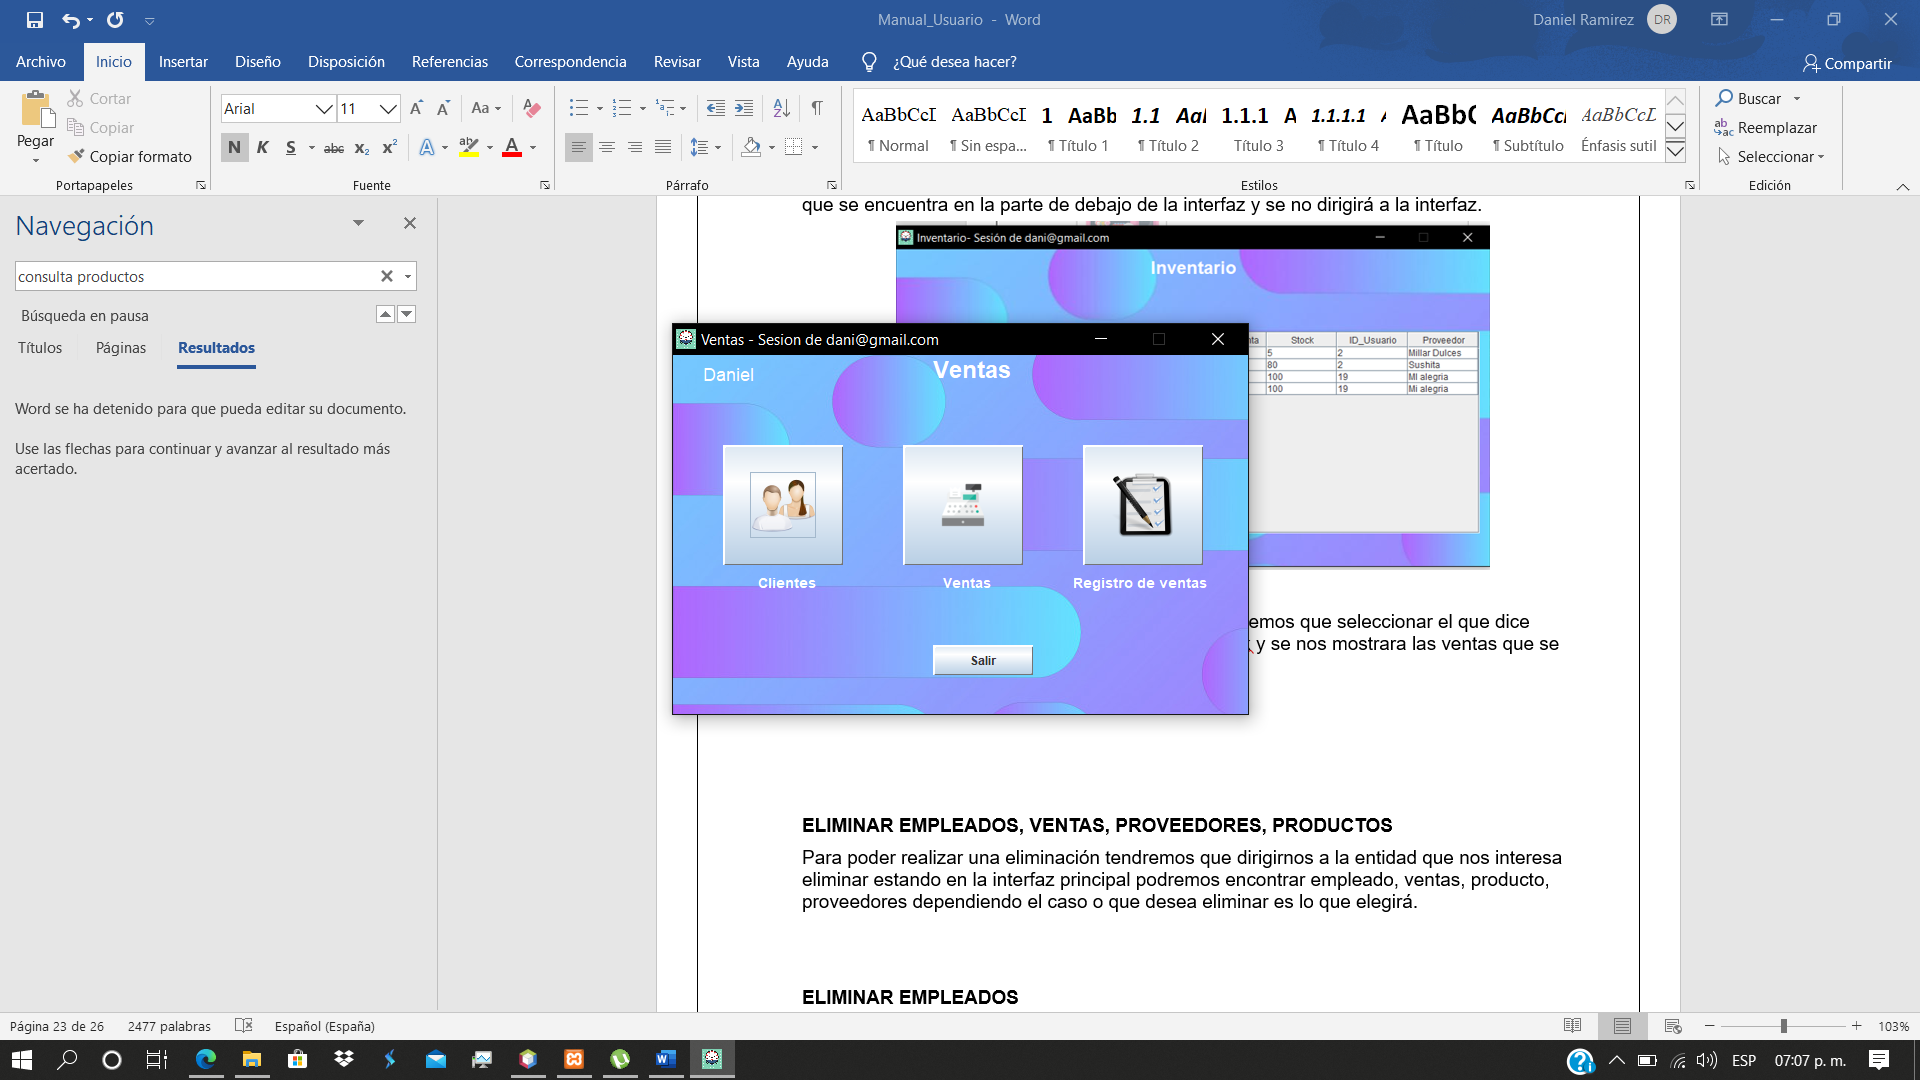 Manual_Usuario - Word
Daniel Ramirez
DR
Archivo
Inicio
Insertar
Diseño
Disposición
Referencias
Correspondencia
Revisar
Vista
Ayuda
¿Qué desea hacer?
Compartir
Pegar
Cortar
Copiar
Copiar formato
Portapapeles
Arial
11
Aa
N K S abc x₂ x²
A
A
Fuente
Párrafo
AaBbCcI
AaBbCcI
1 AaBb
1.1 Aal
1.1.1 A
1.1.1.1 A
AaBbC
AaBbCc
AaBbCcL
¶ Normal
¶ Sin espa...
¶ Título 1
¶ Título 2
Título 3
¶ Título 4
¶ Título
¶ Subtítulo
Énfasis sutil
Estilos
Buscar
Reemplazar
Seleccionar
Edición
Navegación
consulta productos
Búsqueda en pausa
Títulos
Páginas
Resultados
Word se ha detenido para que pueda editar su documento.
Use las flechas para continuar y avanzar al resultado más
acertado.
que se encuentra en la parte de debajo de la interfaz y se no dirigirá a la interfaz.
Inventario- Sesión de dani@gmail.com
Inventario
nta Stock ID_Usuario Proveedor
5 2 Millar Dulces
80 2 Sushita
100 19 Mi alegria
100 19 Mi alegria
Ventas - Sesion de dani@gmail.com
Daniel
Ventas
Clientes
Ventas
Registro de ventas
Salir
emos que seleccionar el que dice
y se nos mostrara las ventas que se
ELIMINAR EMPLEADOS, VENTAS, PROVEEDORES, PRODUCTOS
Para poder realizar una eliminación tendremos que dirigirnos a la entidad que nos interesa
eliminar estando en la interfaz principal podremos encontrar empleado, ventas, producto,
proveedores dependiendo el caso o que desea eliminar es lo que elegirá.
ELIMINAR EMPLEADOS
Página 23 de 26
2477 palabras
Español (España)
103%
ESP
07:07 p. m.